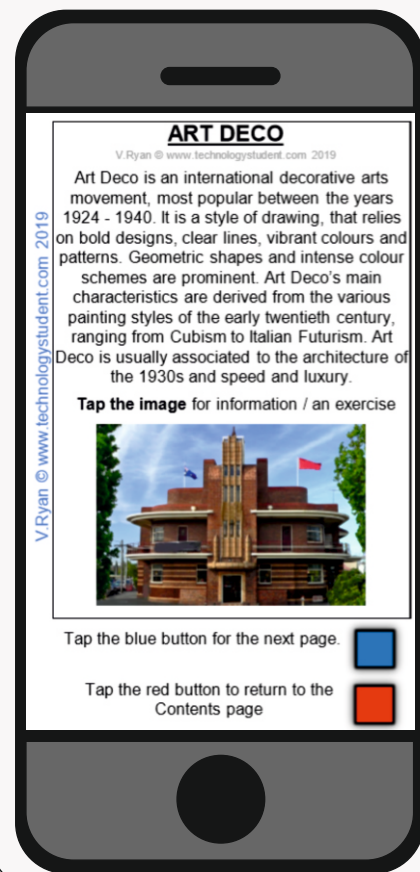 ART DECO
V.Ryan © www.technologystudent.com 2019
Art Deco is an international decorative arts
movement, most popular between the years
1924 - 1940. It is a style of drawing, that relies
on bold designs, clear lines, vibrant colours and
patterns. Geometric shapes and intense colour
schemes are prominent. Art Deco's main
characteristics are derived from the various
painting styles of the early twentieth century,
ranging from Cubism to Italian Futurism. Art
Deco is usually associated to the architecture of
the 1930s and speed and luxury.
Tap the image for information / an exercise
V.Ryan © www.technologystudent.com 2019
Tap the blue button for the next page.
Tap the red button to return to the
Contents page